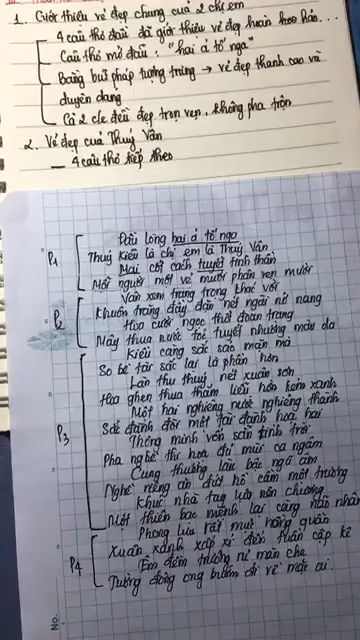 1. Giới thiệu vẻ đẹp chung của 2 chị em
4 câu thơ đầu đã giới thiệu vẻ đẹp hoàn hảo...
Câu thơ mở đầu: "hai ả tố nga"
Bằng bút pháp tượng trưng → vẻ đẹp thanh cao và
duyên dáng
Cả 2 đều đẹp trọn vẹn, không pha trộn
2. Vẻ đẹp của Thuý Vân
- 4 câu thơ tiếp theo
Đầu lòng hai ả tố nga
P1
Thuý Kiều là chị em là Thuý Vân
Mai cốt cách tuyết tinh thần
Mỗi người một vẻ mười phân vẹn mười
Vân xem trang trọng khác vời
P2
Khuôn trăng đầy đặn nét ngài nở nang
Hoa cười ngọc thốt đoan trang
Mây thua nước tóc tuyết nhường màu da
Kiều càng sắc sảo mặn mà
So bề tài sắc lại là phần hơn
Làn thu thuỷ nét xuân sơn
Hoa ghen thua thắm liễu hờn kém xanh
Một hai nghiêng nước nghiêng thành
P3
Sắc đành đòi một tài đành hoạ hai
Thông minh vốn sẵn tính trời
Pha nghề thi hoạ đủ mùi ca ngâm
Cung thương lầu bậc ngũ âm
Nghề riêng ăn đứt hồ cầm một trương
Khúc nhà tay lựa nên chương
Một thiên bạc mệnh lại càng não nhân
Phong lưu rất mực hồng quần
P4
Xuân xanh xấp xỉ đến tuần cập kê
Êm đềm trướng rủ màn che
Tường đông ong bướm đi về mặc ai.
No.